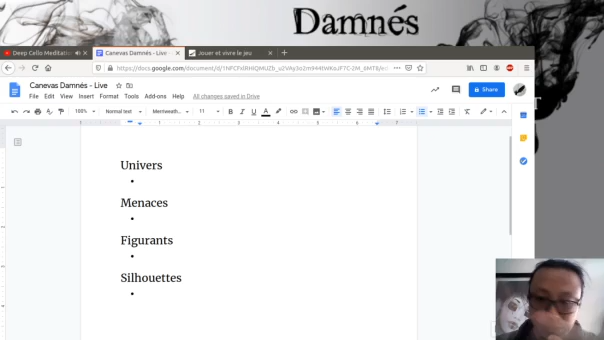 Damnés
Deep Cello Meditatio
Canevas Damnés - Live
Jouer et vivre le jeu
Canevas Damnés - Live
File Edit View Insert Format Tools Add-ons Help All changes saved in Drive
Share
100% Normal text Merriweath... 11
Univers
Menaces
Figurants
Silhouettes